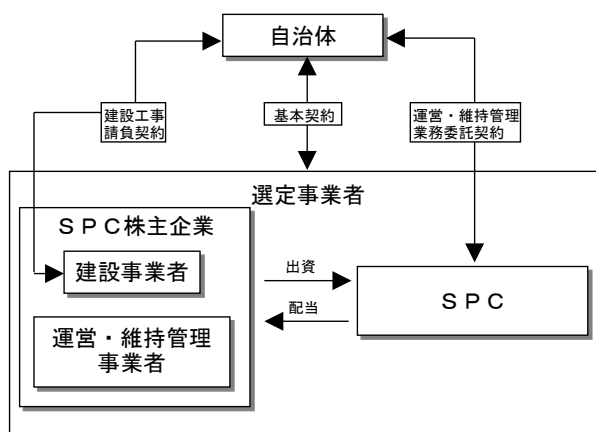 自治体
建設工事
請負契約
基本契約
運営・維持管理
業務委託契約
選定事業者
ＳＰＣ株主企業
建設事業者
運営・維持管理
事業者
出資
配当
ＳＰＣ